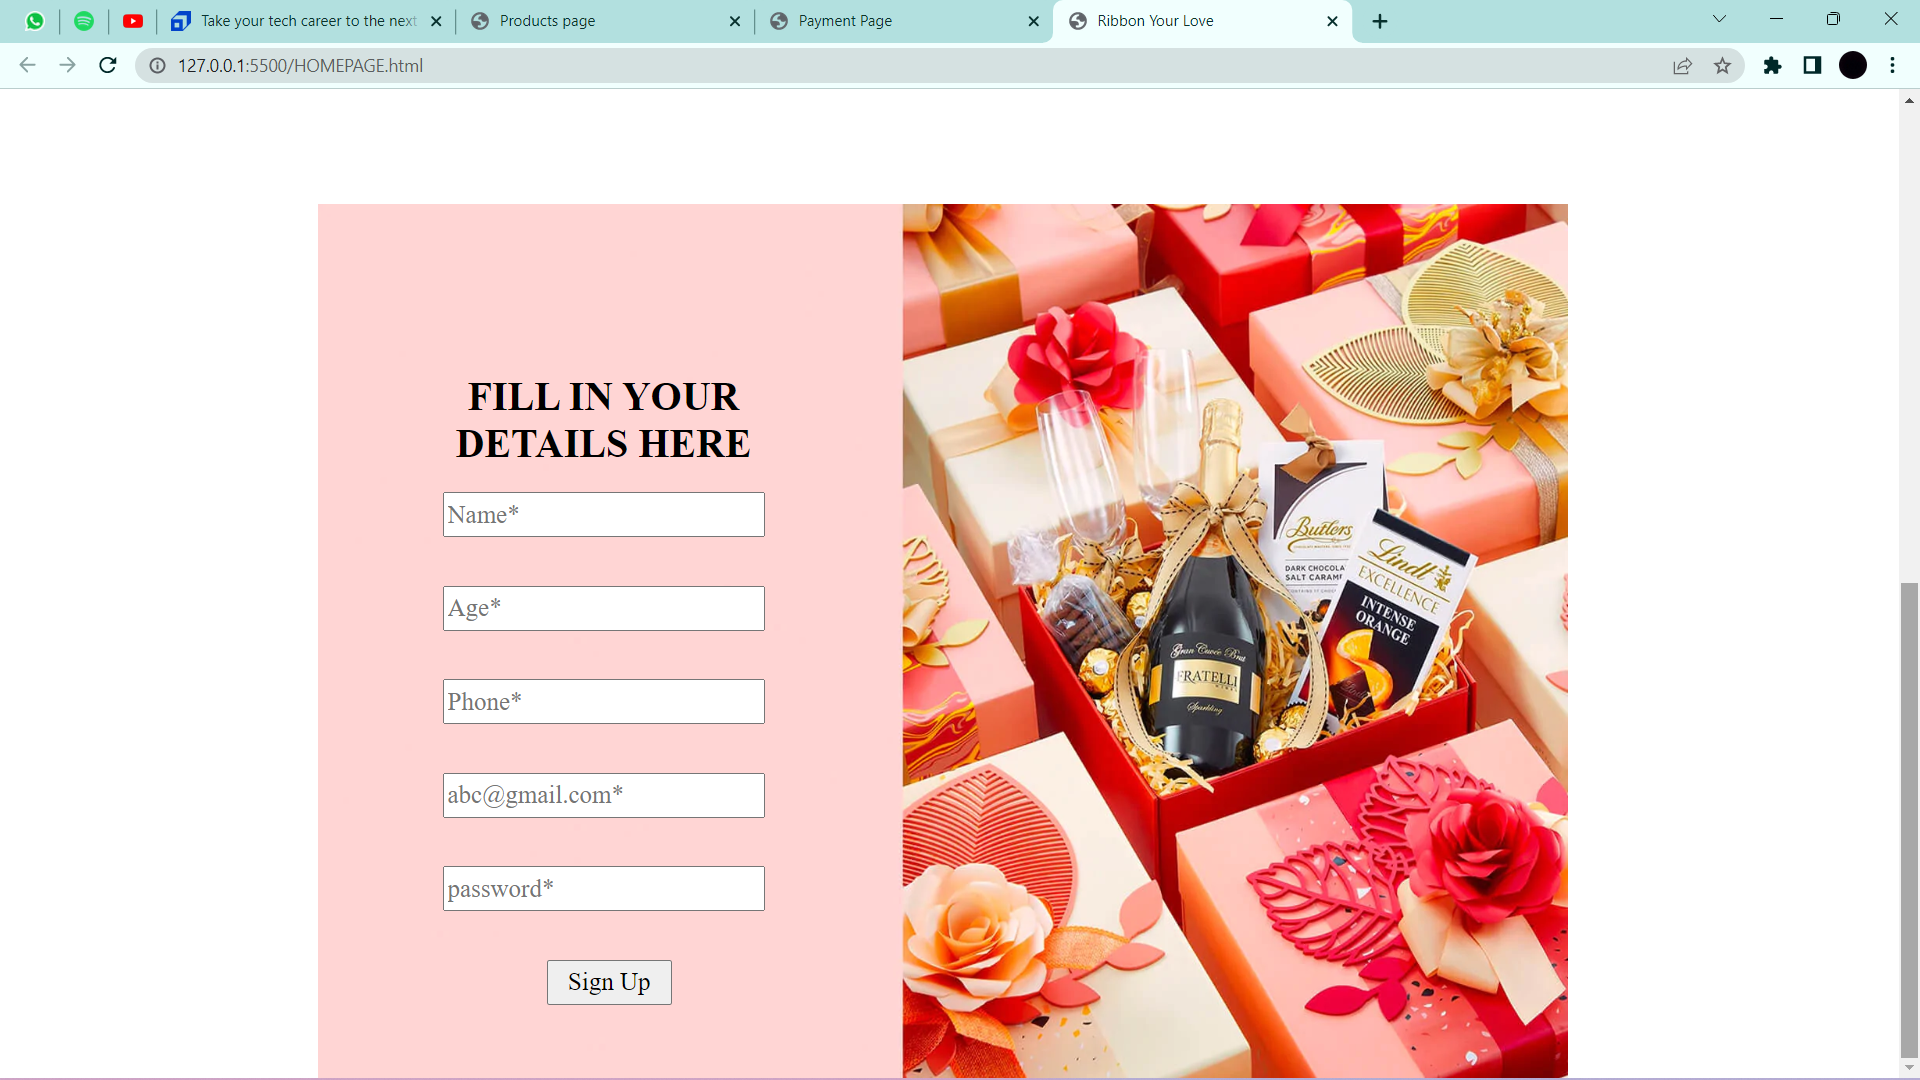 Take your tech career to the next
Products page
Payment Page
Ribbon Your Love
127.0.0.1:5500/HOMEPAGE.html
FILL IN YOUR
DETAILS HERE
Name*
Age*
Phone*
abc@gmail.com*
password*
Sign Up
Butlers
DARK CHOCOLA
SALT CARAME
Lindt
EXCELLENCE
INTENSE
ORANGE
Gran Cuvée Brut
FRATELLI
WINES
Sparkling